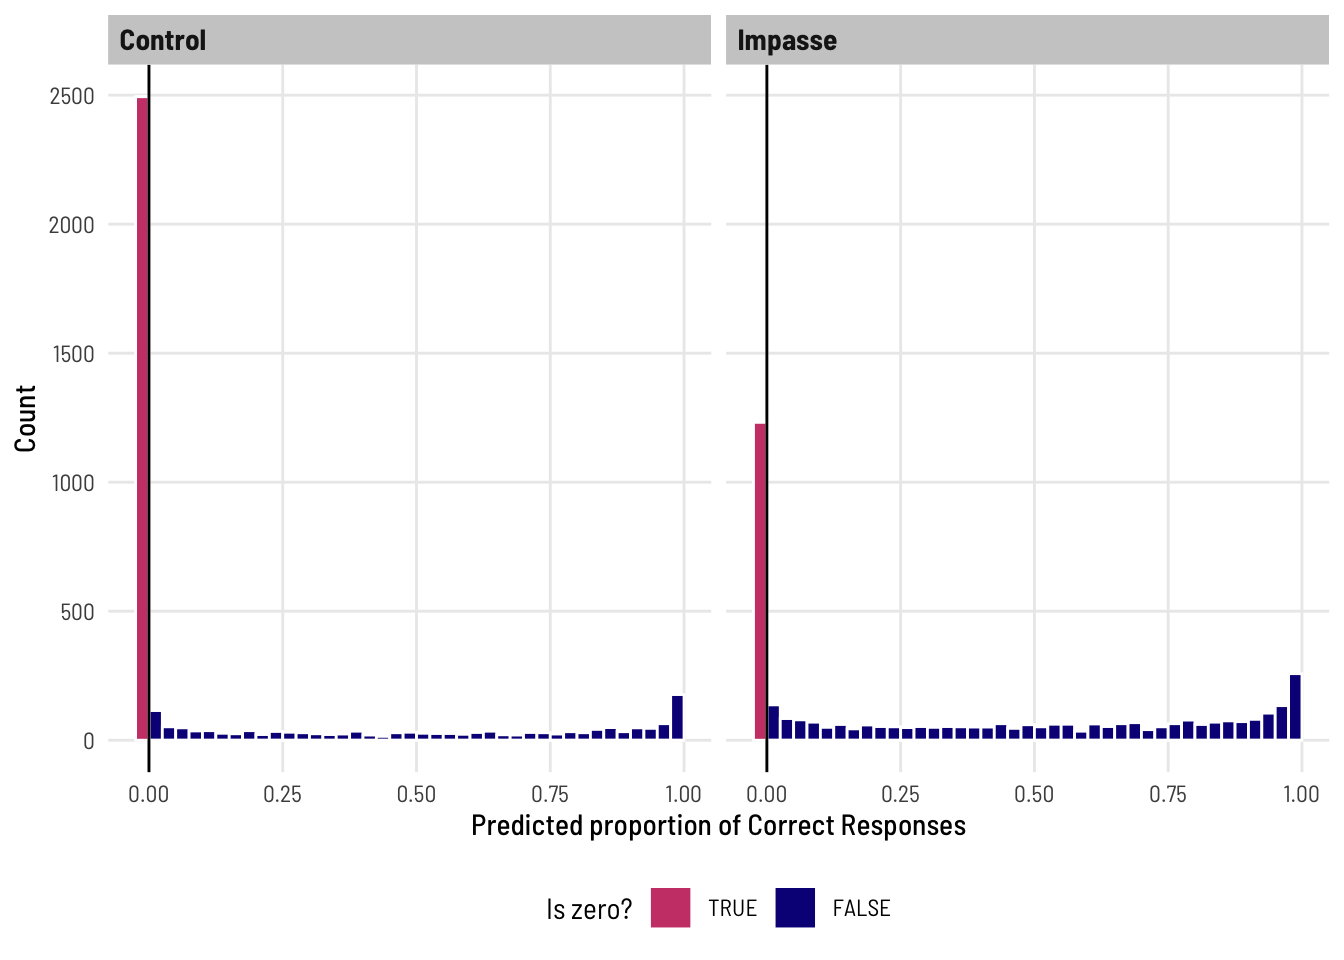 Control
Impasse
2500
2000
1500
1000
500
0
Count
0.00 0.25 0.50 0.75 1.00
0.00 0.25 0.50 0.75 1.00
Predicted proportion of Correct Responses
Is zero? TRUE FALSE